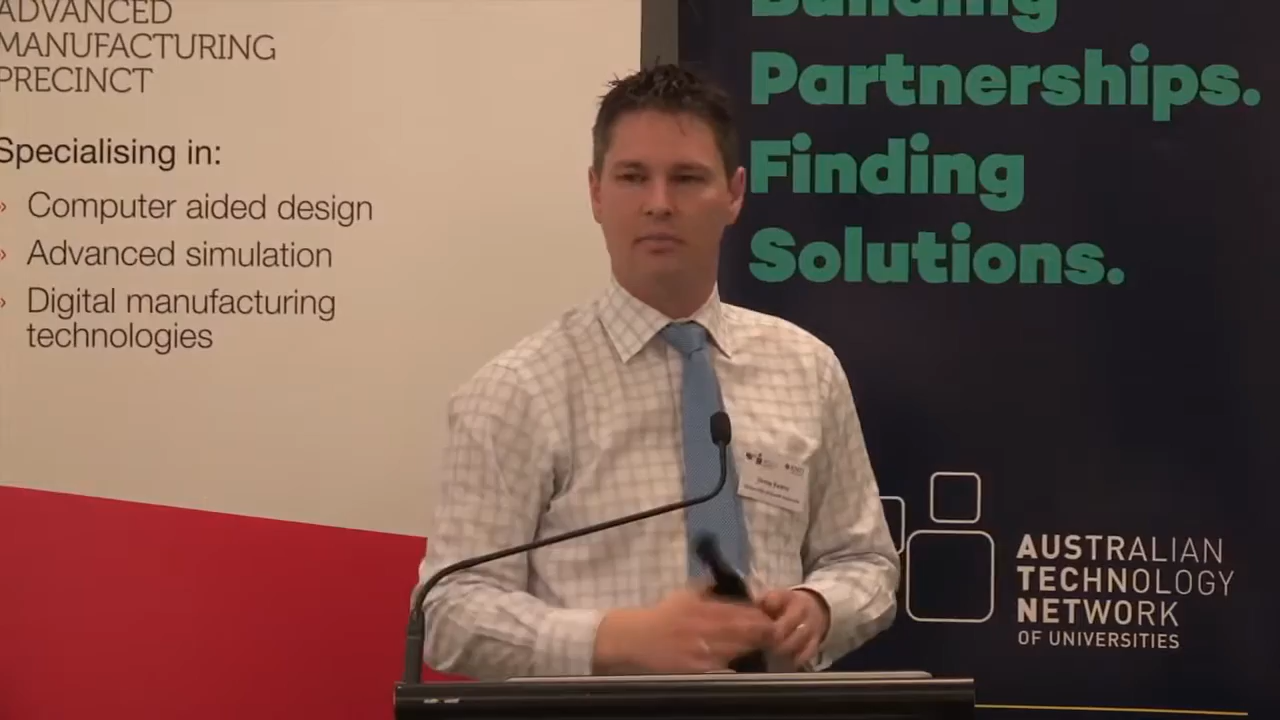 ADVANCED
MANUFACTURING
PRECINCT
Specialising in:
» Computer aided design
» Advanced simulation
» Digital manufacturing
technologies
Building
Partnerships.
Finding
Solutions.
AUSTRALIAN
TECHNOLOGY
NETWORK
OF UNIVERSITIES